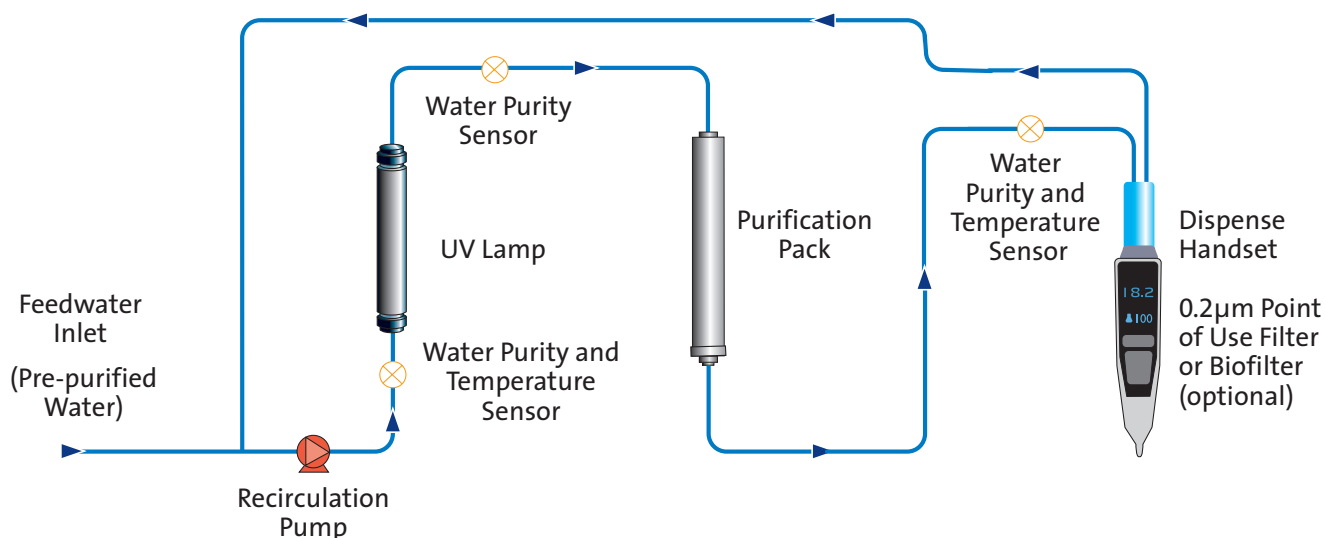 Water Purity
Sensor
Water
Purity and
Temperature
Sensor
Purification
Pack
Dispense
Handset
UV Lamp
18.2
100
Feedwater
Inlet
0.2µm Point
of Use Filter
or Biofilter
(optional)
Water Purity and
Temperature
Sensor
(Pre-purified
Water)
Recirculation
Pump